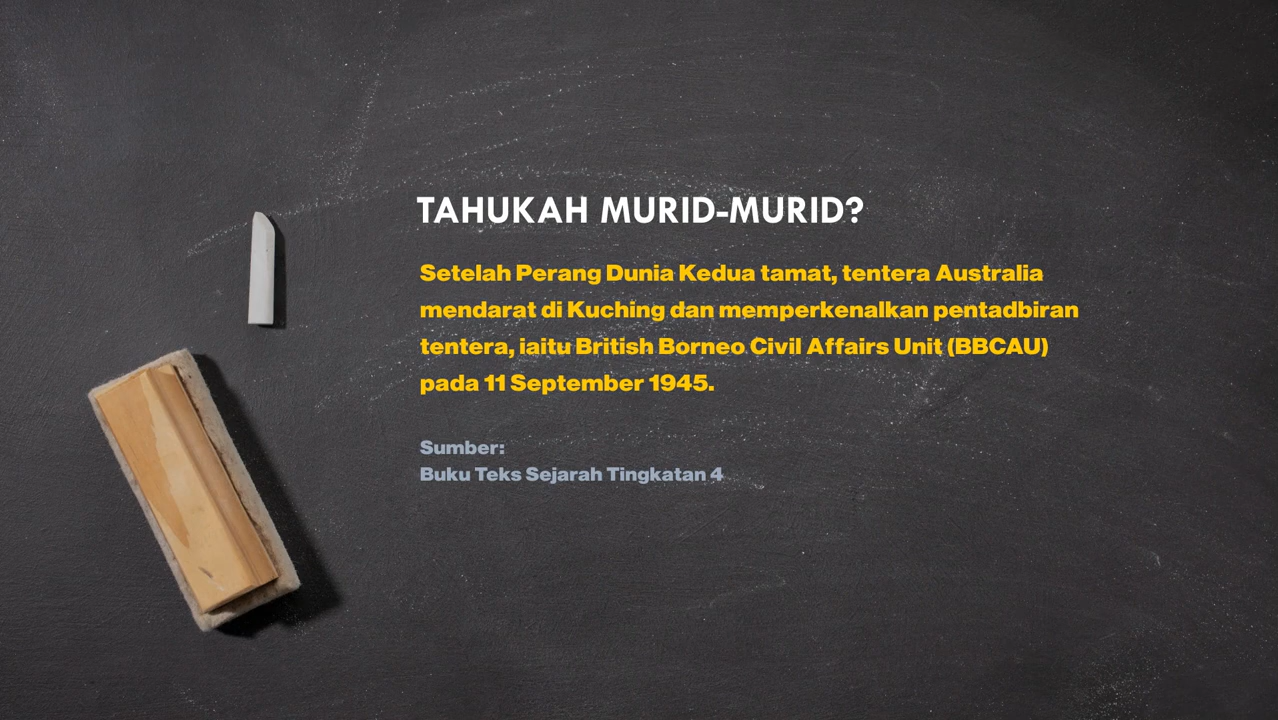 TAHUKAH MURID-MURID?
Setelah Perang Dunia Kedua tamat, tentera Australia
mendarat di Kuching dan memperkenalkan pentadbiran
tentera, iaitu British Borneo Civil Affairs Unit (BBCAU)
pada 11 September 1945.
Sumber:
Buku Teks Sejarah Tingkatan 4